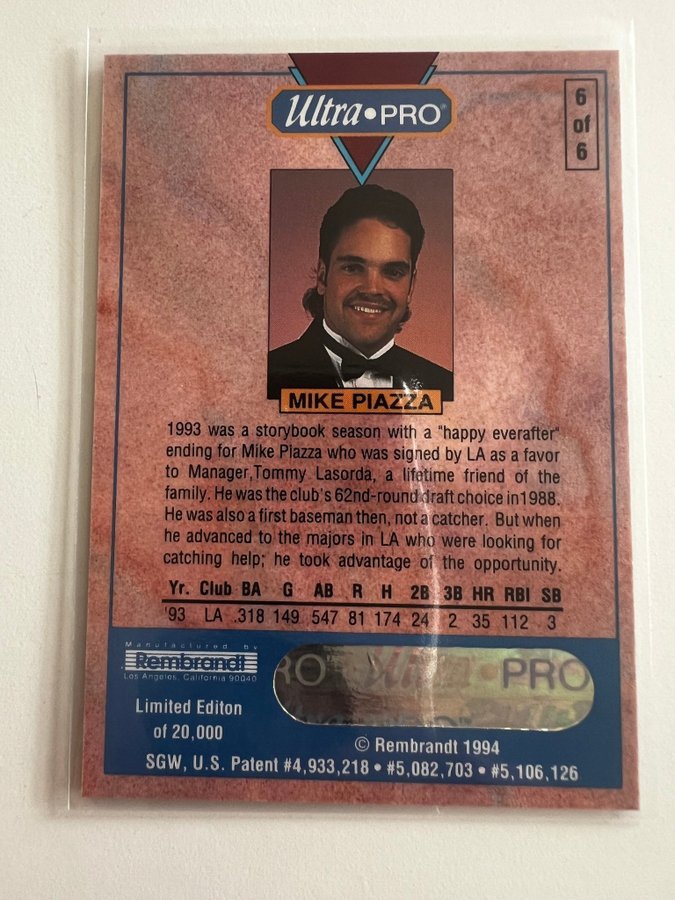 Ultra•PRO®
6
of
6
MIKE PIAZZA
1993 was a storybook season with a "happy everafter"
ending for Mike Piazza who was signed by LA as a favor
to Manager,Tommy Lasorda, a lifetime friend of the
family. He was the club's 62nd-round draft choice in1988.
He was also a first baseman then, not a catcher. But when
he advanced to the majors in LA who were looking for
catching help; he took advantage of the opportunity.
Yr. Club BA G AB R H 2B 3B HR RBI SB
'93 LA .318 149 547 81 174 24 2 35 112 3
Manufactured by
Rembrandt
Los Angeles, California 90040
Limited Editon
of 20,000
RO Ultra•PRO
© Rembrandt 1994
SGW, U.S. Patent #4,933,218 • #5,082,703 • #5,106,126